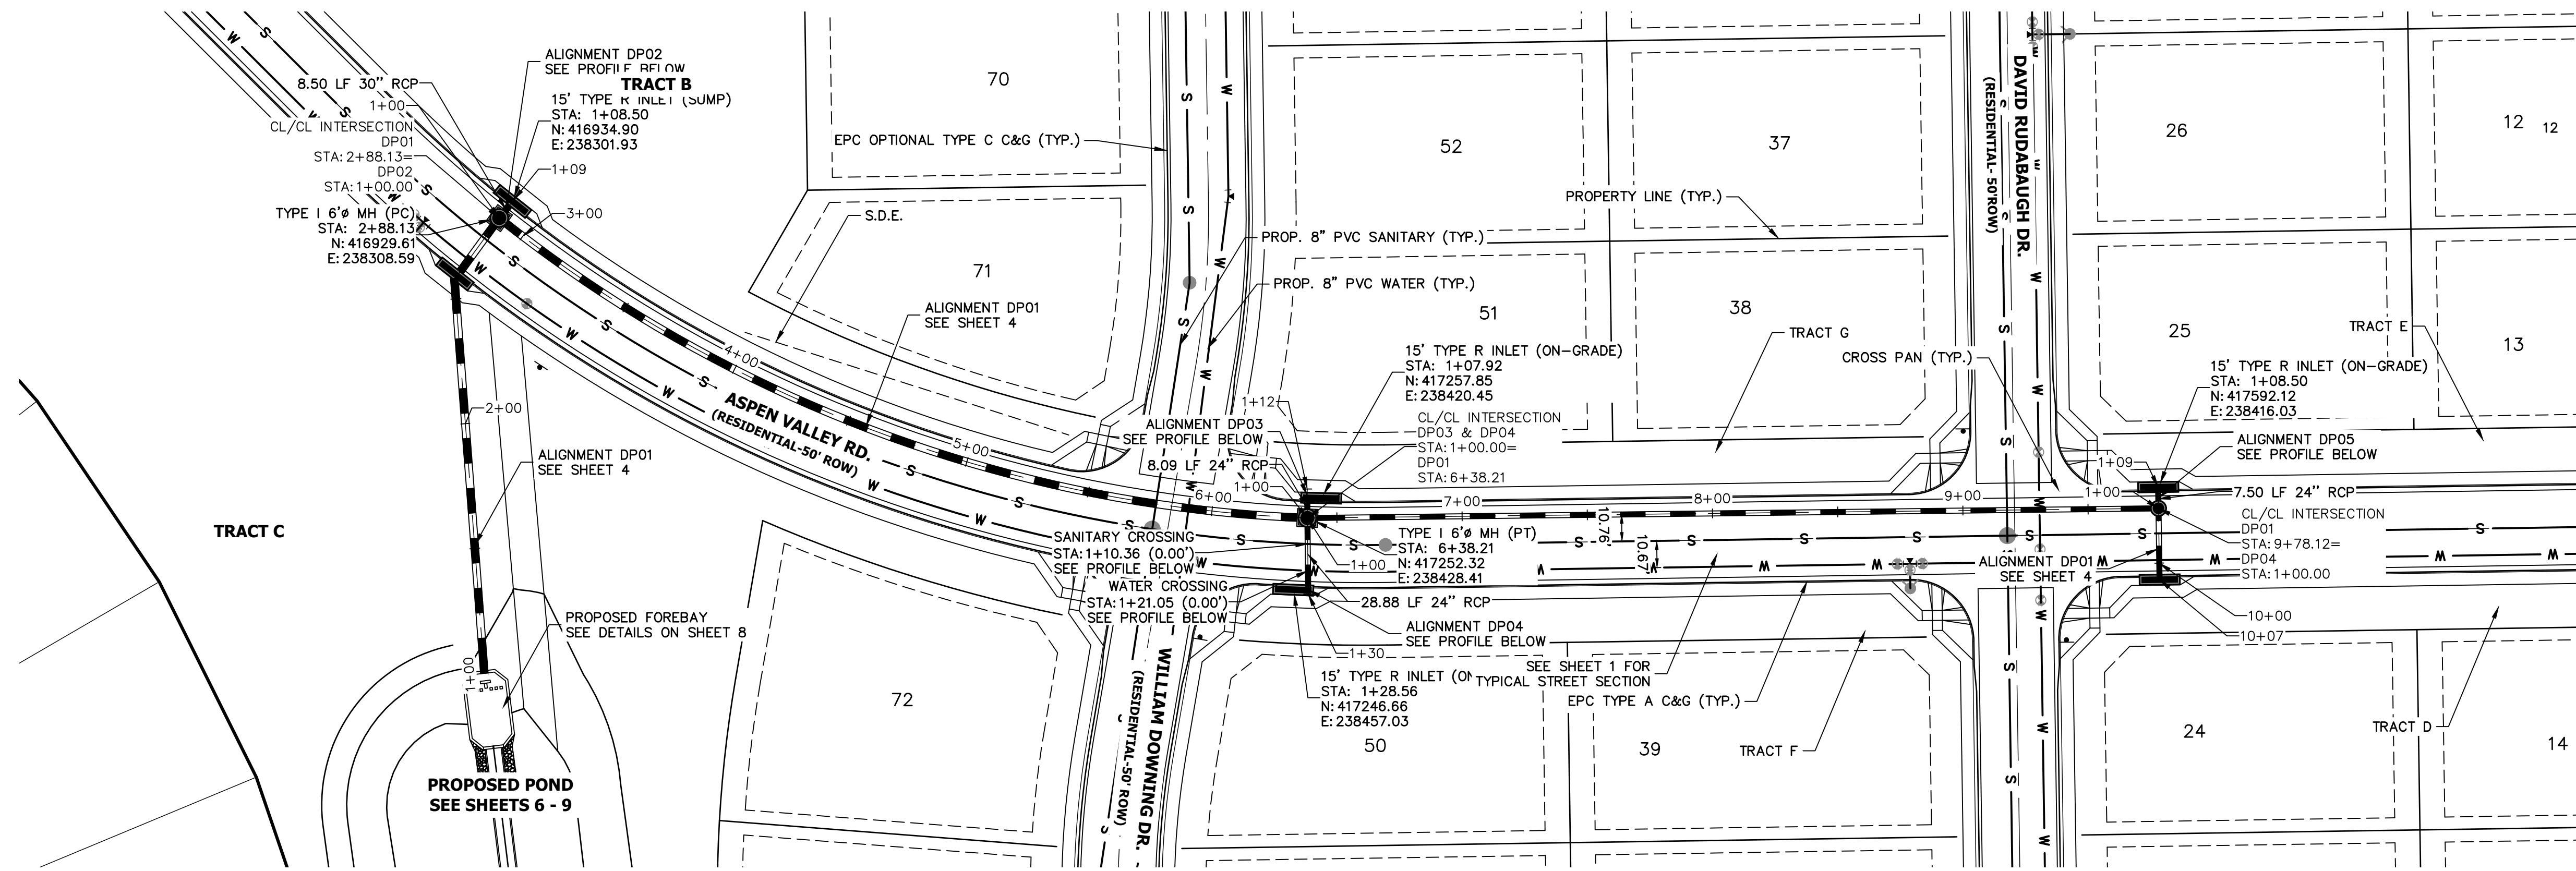 ALIGNMENT DP02
SEE PROFILE BELOW
TRACT B
8.50 LF 30" RCP
1+00
15' TYPE R INLET (SUMP)
STA: 1+08.50
N: 416934.90
E: 238301.93
CL/CL INTERSECTION
DP01
STA: 2+88.13=
DP02
STA: 1+00.00
1+09
TYPE I 6'ø MH (PC)
STA: 2+88.13
N: 416929.61
E: 238308.59
3+00
70
EPC OPTIONAL TYPE C C&G (TYP.)
S.D.E.
71
ALIGNMENT DP01
SEE SHEET 4
4+00
ASPEN VALLEY RD.
(RESIDENTIAL-50' ROW)
5+00
2+00
ALIGNMENT DP01
SEE SHEET 4
TRACT C
PROPOSED FOREBAY
SEE DETAILS ON SHEET 8
1+00
PROPOSED POND
SEE SHEETS 6 - 9
72
WILLIAM DOWNING DR.
(RESIDENTIAL-50' ROW)
52
37
PROPERTY LINE (TYP.)
PROP. 8" PVC SANITARY (TYP.)
PROP. 8" PVC WATER (TYP.)
51
38
15' TYPE R INLET (ON-GRADE)
STA: 1+07.92
N: 417257.85
E: 238420.45
1+12
ALIGNMENT DP03
SEE PROFILE BELOW
8.09 LF 24" RCP
1+00
CL/CL INTERSECTION
DP03 & DP04
STA: 1+00.00=
DP01
STA: 6+38.21
6+00
7+00
8+00
9+00
TRACT G
CROSS PAN (TYP.)
SANITARY CROSSING
STA: 1+10.36 (0.00')
SEE PROFILE BELOW
WATER CROSSING
STA: 1+21.05 (0.00')
SEE PROFILE BELOW
TYPE I 6'ø MH (PT)
STA: 6+38.21
N: 417252.32
E: 238428.41
1+00
10.76'
10.67'
28.88 LF 24" RCP
ALIGNMENT DP04
SEE PROFILE BELOW
1+30
15' TYPE R INLET (ON
STA: 1+28.56
N: 417246.66
E: 238457.03
SEE SHEET 1 FOR
TYPICAL STREET SECTION
EPC TYPE A C&G (TYP.)
50
39
TRACT F
DAVID RUDABAUGH DR.
(RESIDENTIAL- 50'ROW)
26
12
12
25
TRACT E
13
15' TYPE R INLET (ON-GRADE)
STA: 1+08.50
N: 417592.12
E: 238416.03
ALIGNMENT DP05
SEE PROFILE BELOW
1+09
1+00
7.50 LF 24" RCP
CL/CL INTERSECTION
DP01
STA: 9+78.12=
DP04
STA: 1+00.00
ALIGNMENT DP01
SEE SHEET 4
10+00
10+07
24
TRACT D
14